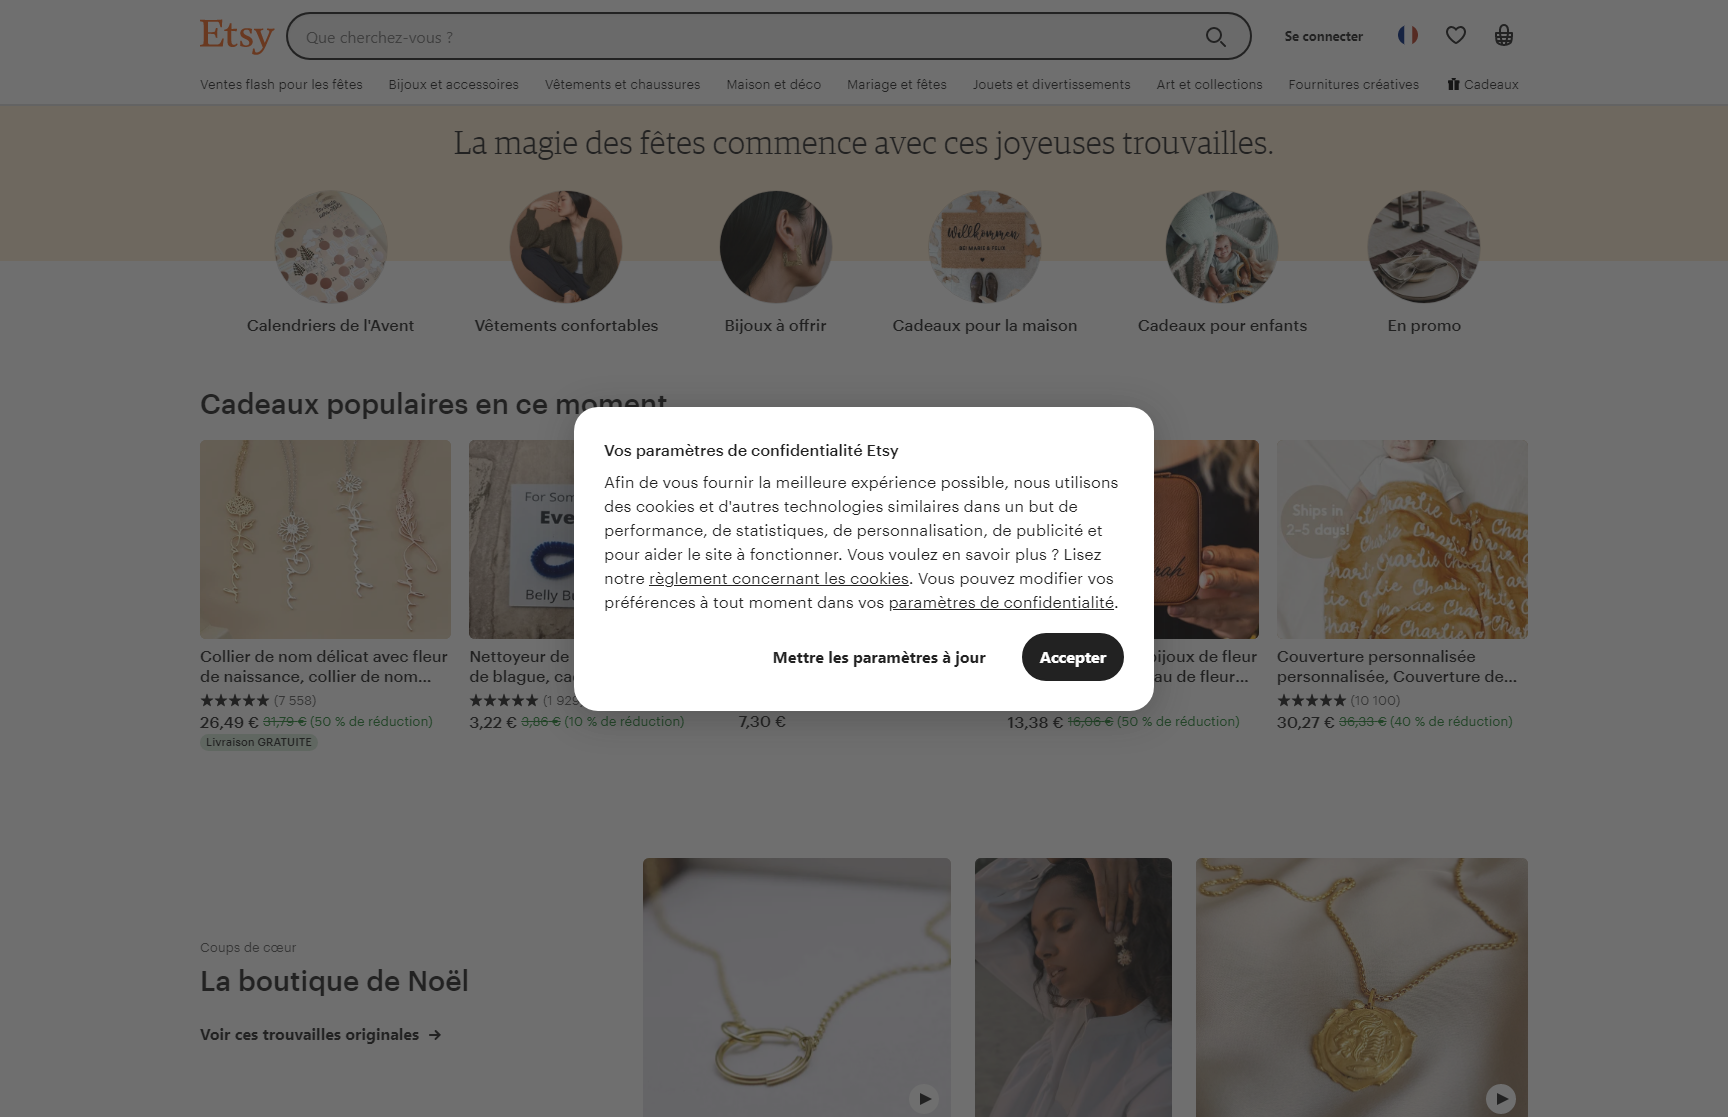 Etsy
Que cherchez-vous ?
Se connecter
Ventes flash pour les fêtes
Bijoux et accessoires
Vêtements et chaussures
Maison et déco
Mariage et fêtes
Jouets et divertissements
Art et collections
Fournitures créatives
Cadeaux
La magie des fêtes commence avec ces joyeuses trouvailles.
Willkommen
BEI MARIE & FELIX
Calendriers de l'Avent
Vêtements confortables
Bijoux à offrir
Cadeaux pour la maison
Cadeaux pour enfants
En promo
Cadeaux populaires en ce moment
Vos paramètres de confidentialité Etsy
Afin de vous fournir la meilleure expérience possible, nous utilisons
des cookies et d'autres technologies similaires dans un but de
performance, de statistiques, de personnalisation, de publicité et
pour aider le site à fonctionner. Vous voulez en savoir plus ? Lisez
notre règlement concernant les cookies. Vous pouvez modifier vos
préférences à tout moment dans vos paramètres de confidentialité.
Mettre les paramètres à jour
Accepter
For Som
Eve
Belly Bu
Ships in
2-5 days!
Charlie
Collier de nom délicat avec fleur
de naissance, collier de nom...
(7 558)
26,49 € 31,79 € (50 % de réduction)
Livraison GRATUITE
Nettoyeur de
de blague, ca
(1 929)
3,22 € 3,86 € (10 % de réduction)
7,30 €
bijoux de fleur
au de fleur...
13,38 € 16,06 € (50 % de réduction)
Couverture personnalisée
personnalisée, Couverture de...
(10 100)
30,27 € 36,33 € (40 % de réduction)
Coups de cœur
La boutique de Noël
Voir ces trouvailles originales →